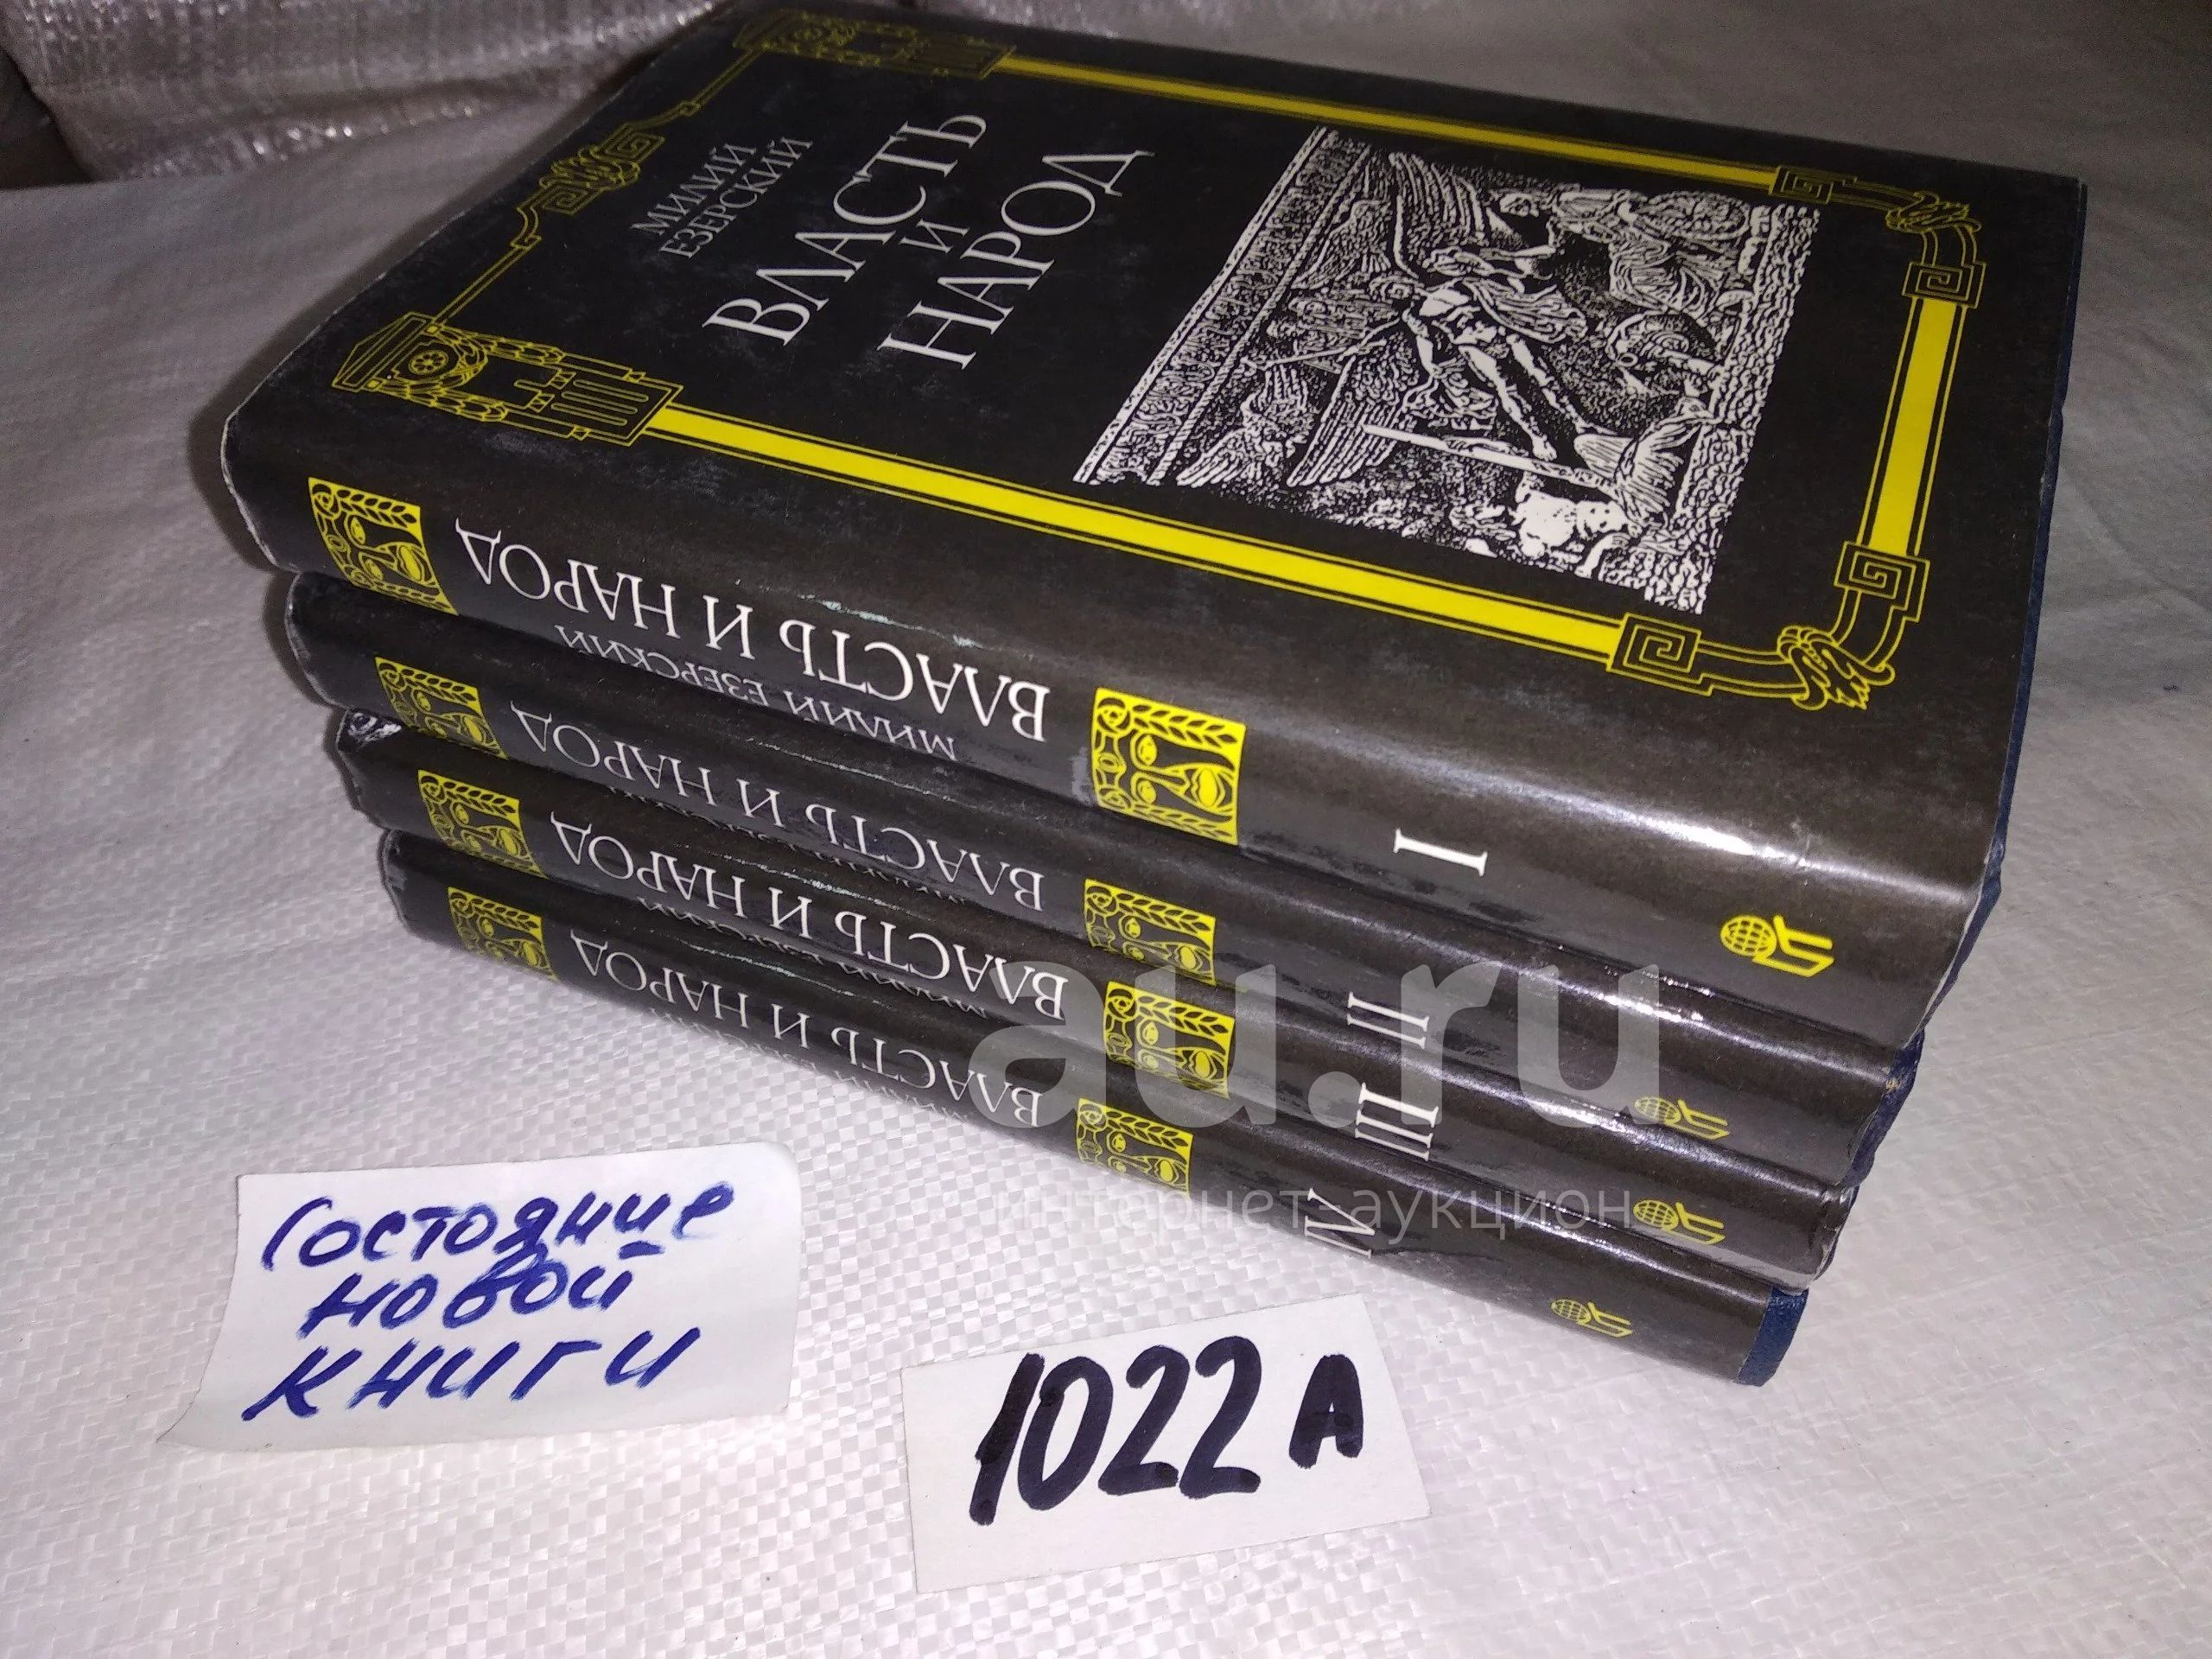 МИЛИЙ
ЕЗЕРСКИЙ
ВЛАСТЬ
И
НАРОД
МИЛИЙ ЕЗЕРСКИЙ
ВЛАСТЬ И НАРОД
I
ВЛАСТЬ И НАРОД
II
ВЛАСТЬ И НАРОД
III
ВЛАСТЬ И НАРОД
IV
au.ru
интернет-аукцион
Состояние
новой
книги
1022А